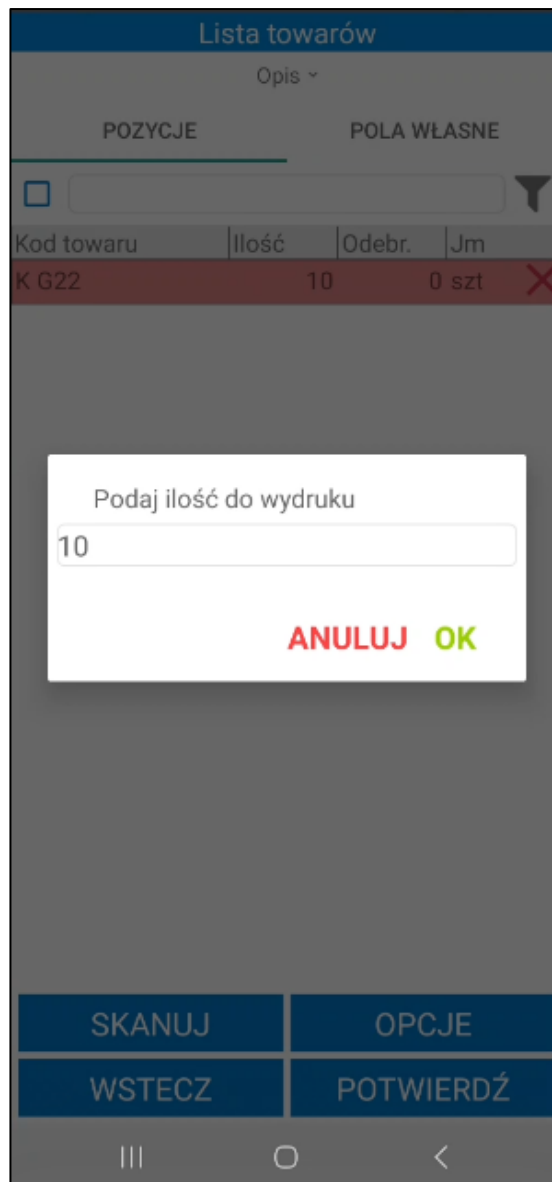 Lista towarów
Opis
POZYCJE POLA WŁASNE
Kod towaru Ilość Odebr. Jm
K G22 10 0 szt
Podaj ilość do wydruku
10
ANULUJ OK
SKANUJ OPCJE
WSTECZ POTWIERDŹ